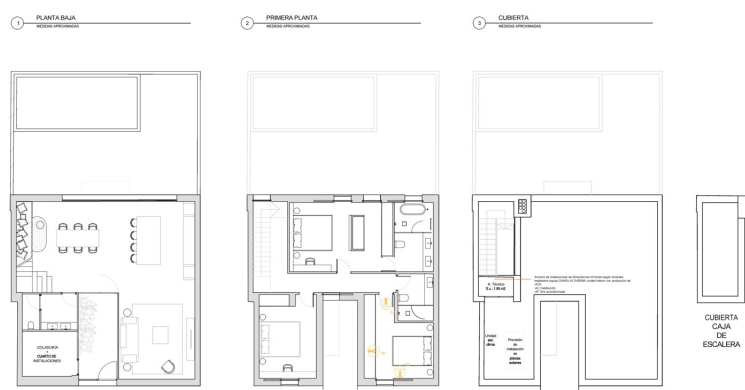 1
PLANTA BAJA
MEDIDAS APROXIMADAS
2
PRIMERA PLANTA
MEDIDAS APROXIMADAS
3
CUBIERTA
MEDIDAS APROXIMADAS
COLADURÍA
+
CUARTO DE
INSTALACIONES
A. Técnico
S.u.: 1.90 m2
Unidad
ext.
clima
Previsión
de
instalación
de
placas
solares
CUBIERTA
CAJA
DE
ESCALERA